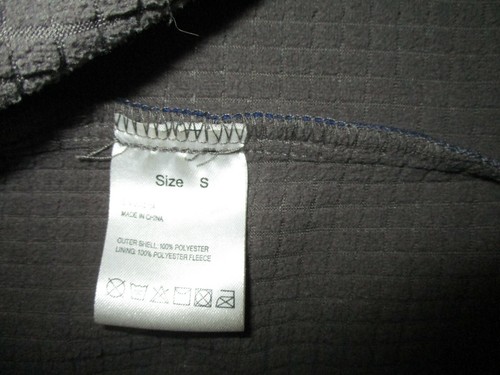 Size S
MADE IN CHINA
OUTER SHELL: 100% POLYESTER
LINING: 100% POLYESTER FLEECE